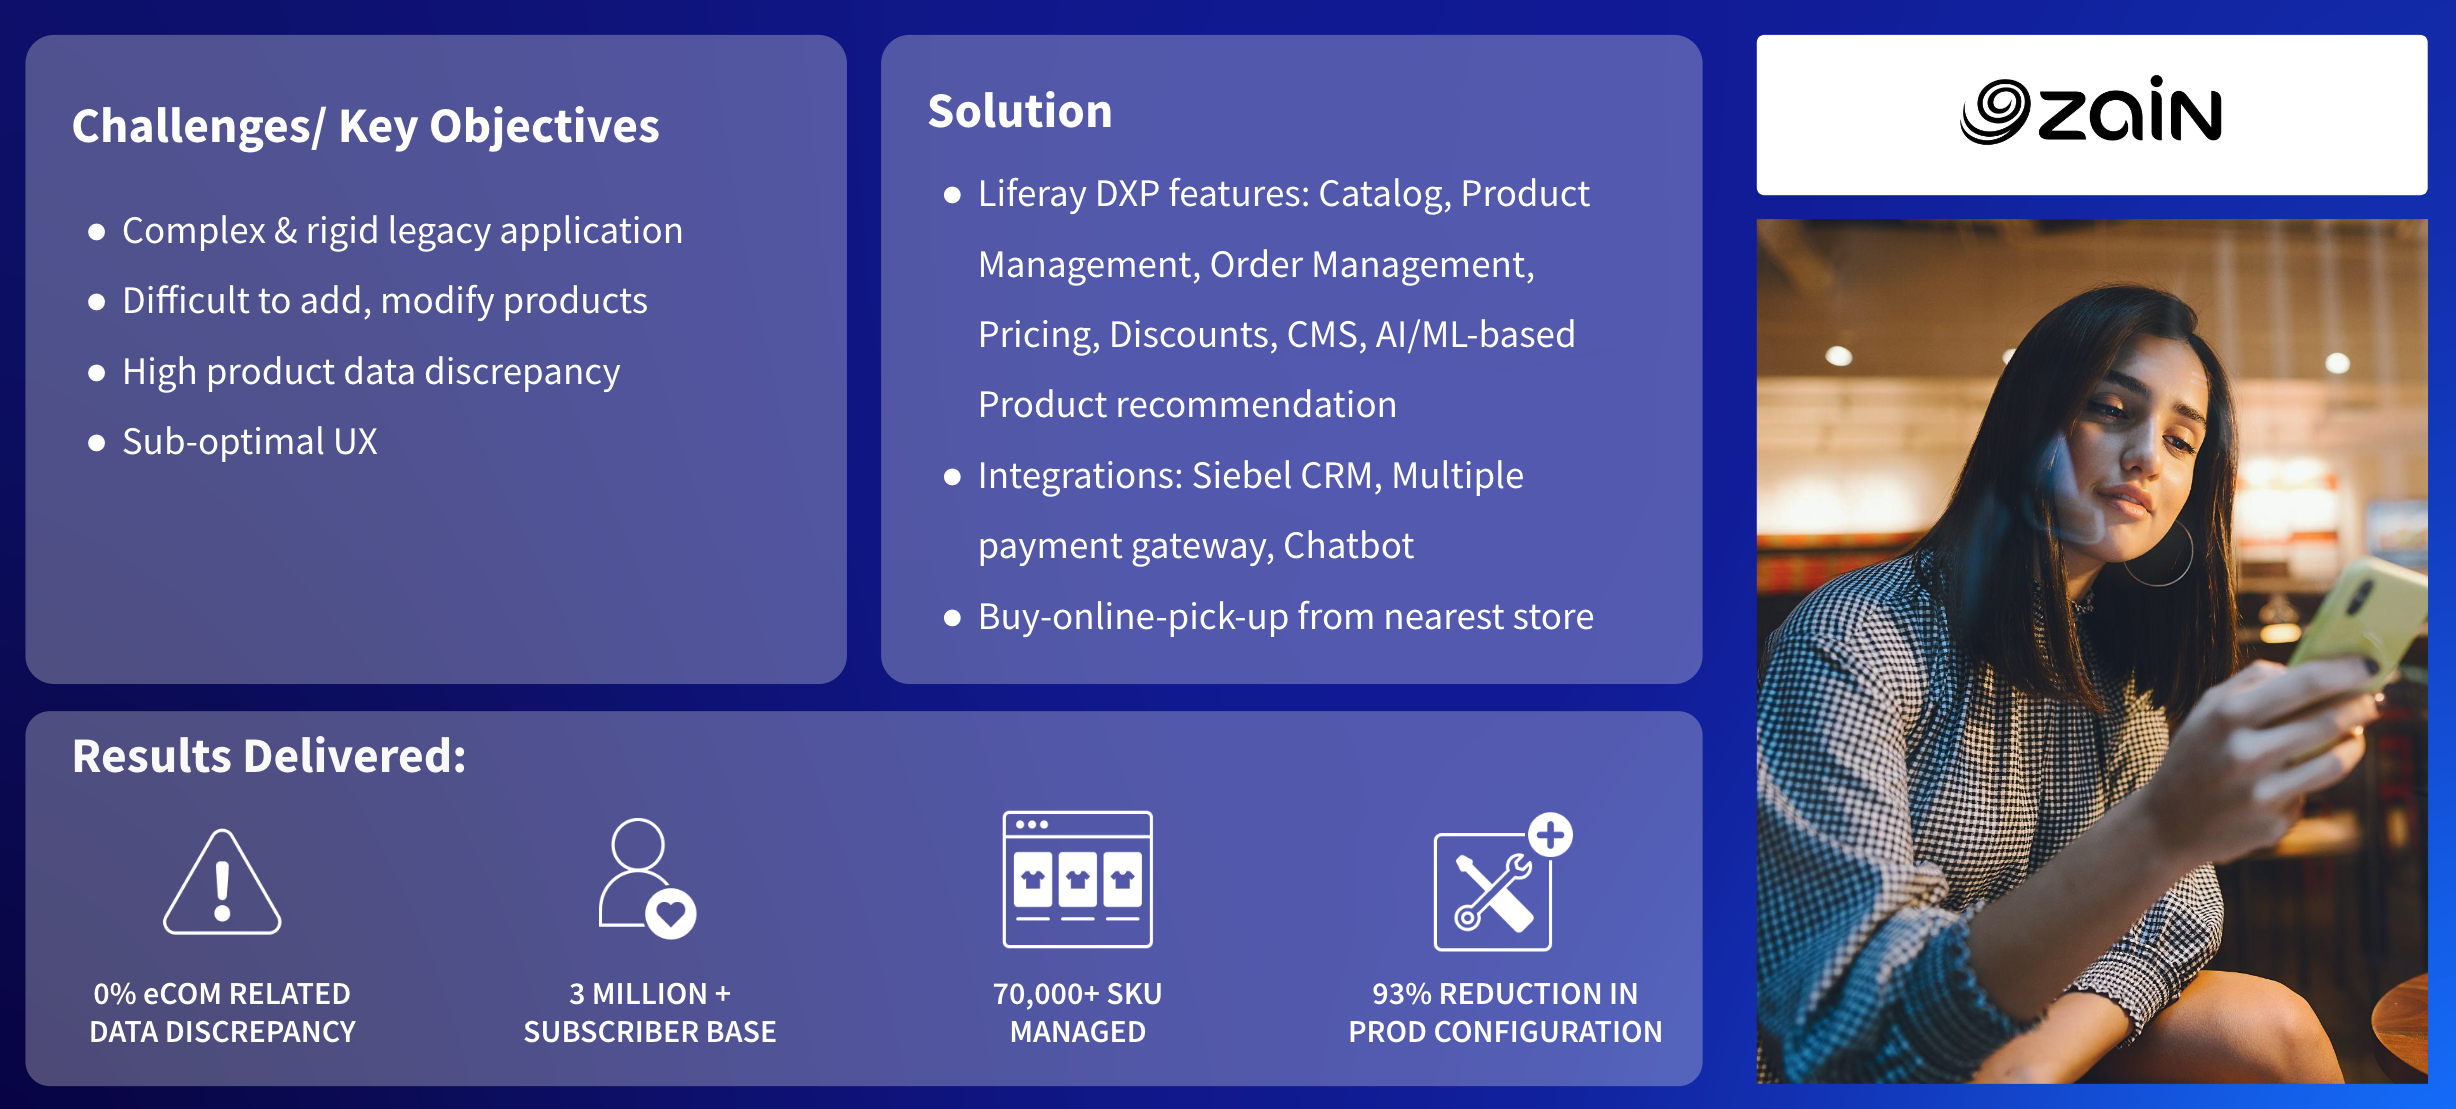 Challenges/ Key Objectives
● Complex & rigid legacy application
● Difficult to add, modify products
● High product data discrepancy
● Sub-optimal UX
Solution
● Liferay DXP features: Catalog, Product
Management, Order Management,
Pricing, Discounts, CMS, AI/ML-based
Product recommendation
● Integrations: Siebel CRM, Multiple
payment gateway, Chatbot
● Buy-online-pick-up from nearest store
zain
Results Delivered:
0% eCOM RELATED
DATA DISCREPANCY
3 MILLION +
SUBSCRIBER BASE
70,000+ SKU
MANAGED
93% REDUCTION IN
PROD CONFIGURATION